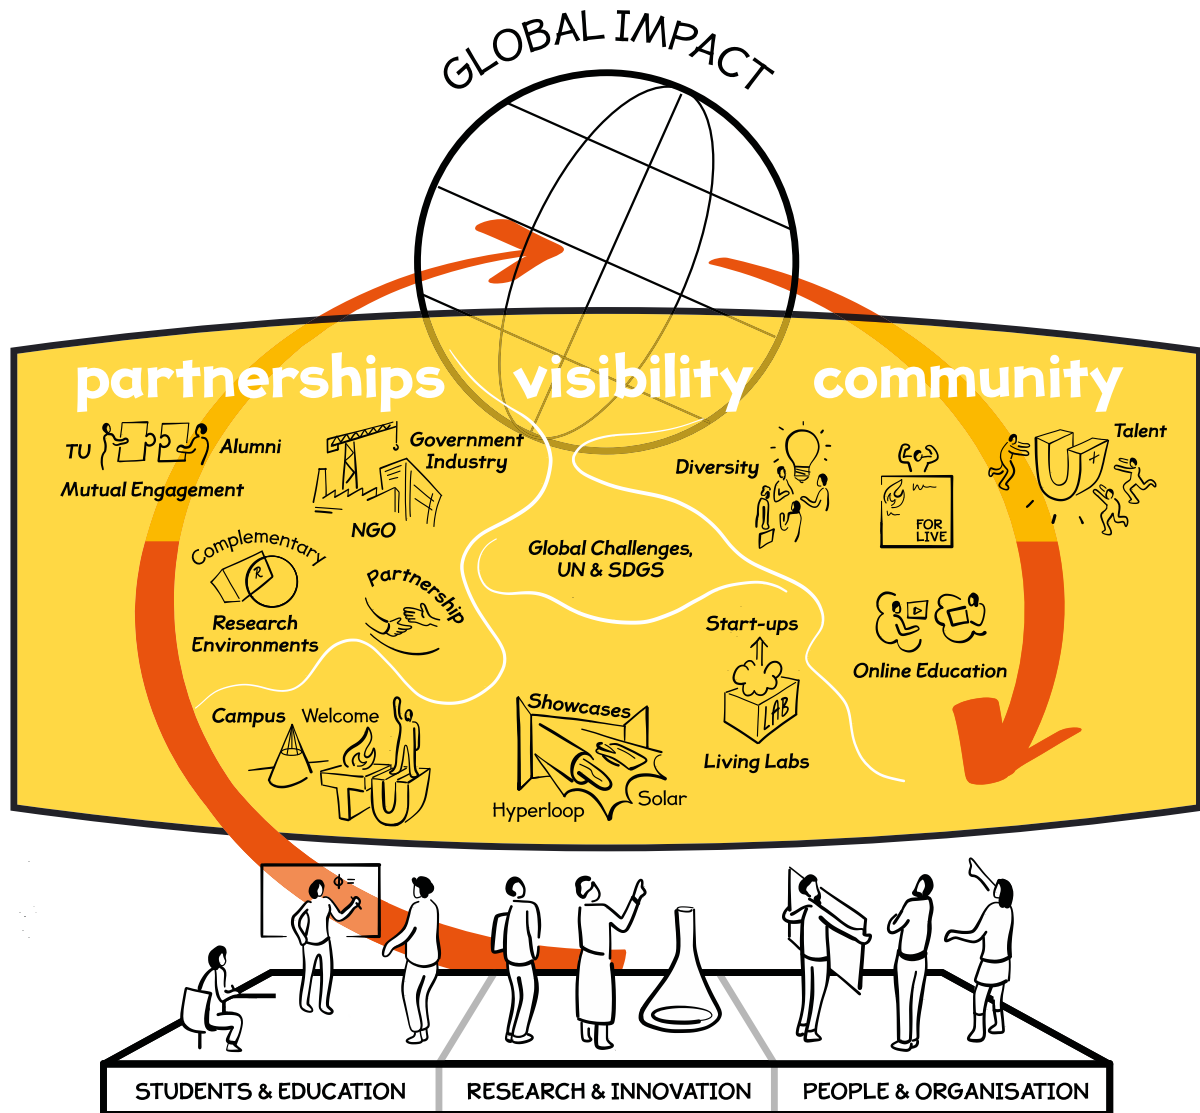 GLOBAL IMPACT
partnerships
visibility
community
TU
Alumni
Mutual Engagement
Government
Industry
NGO
Complementary
R
Research
Environments
Partnership
Global Challenges,
UN & SDGS
Diversity
FOR
LIVE
U+
Talent
Online Education
Start-ups
LAB
Living Labs
Campus
Welcome
TU
Showcases
Hyperloop
Solar
ϕ =
STUDENTS & EDUCATION
RESEARCH & INNOVATION
PEOPLE & ORGANISATION